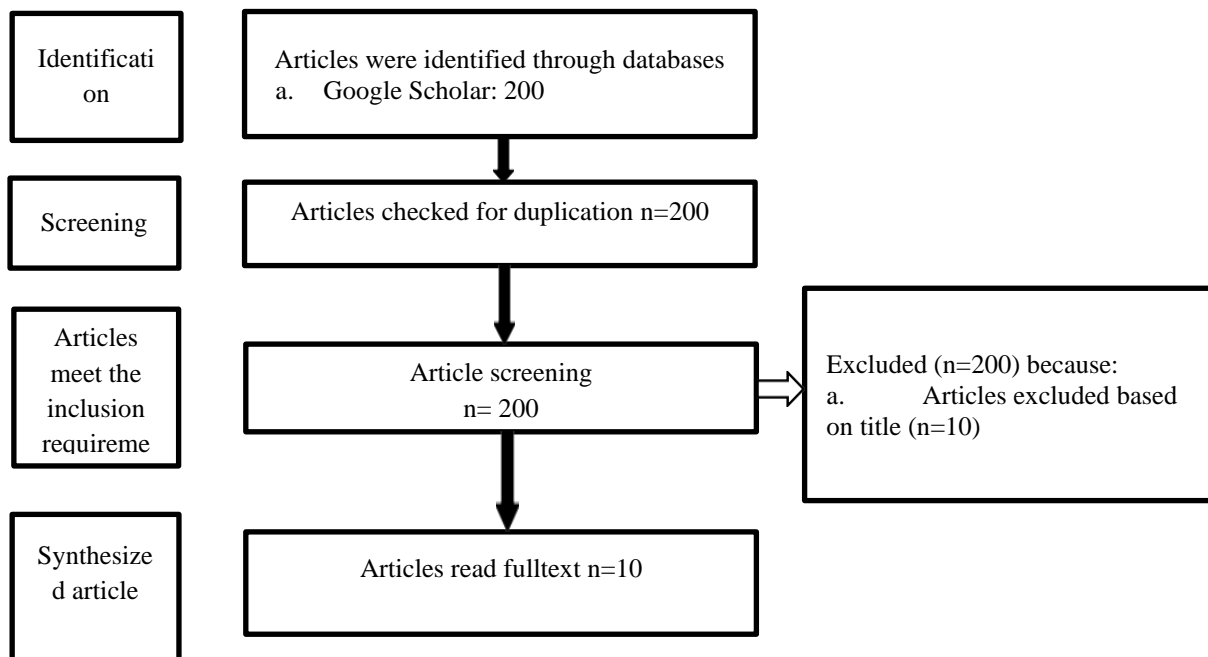 Identificati
on
Articles were identified through databases
a. Google Scholar: 200
Screening
Articles checked for duplication n=200
Articles
meet the
inclusion
requireme
Article screening
n= 200
Excluded (n=200) because:
a. Articles excluded based
on title (n=10)
Synthesize
d article
Articles read fulltext n=10